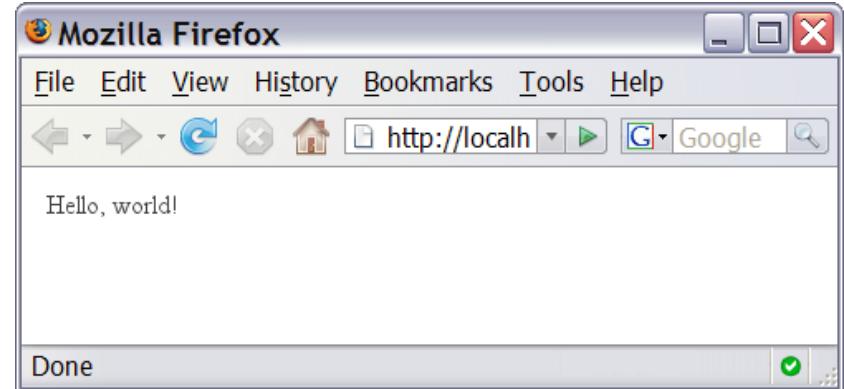 Mozilla Firefox
File Edit View History Bookmarks Tools Help
http://localh G Google
Hello, world!
Done